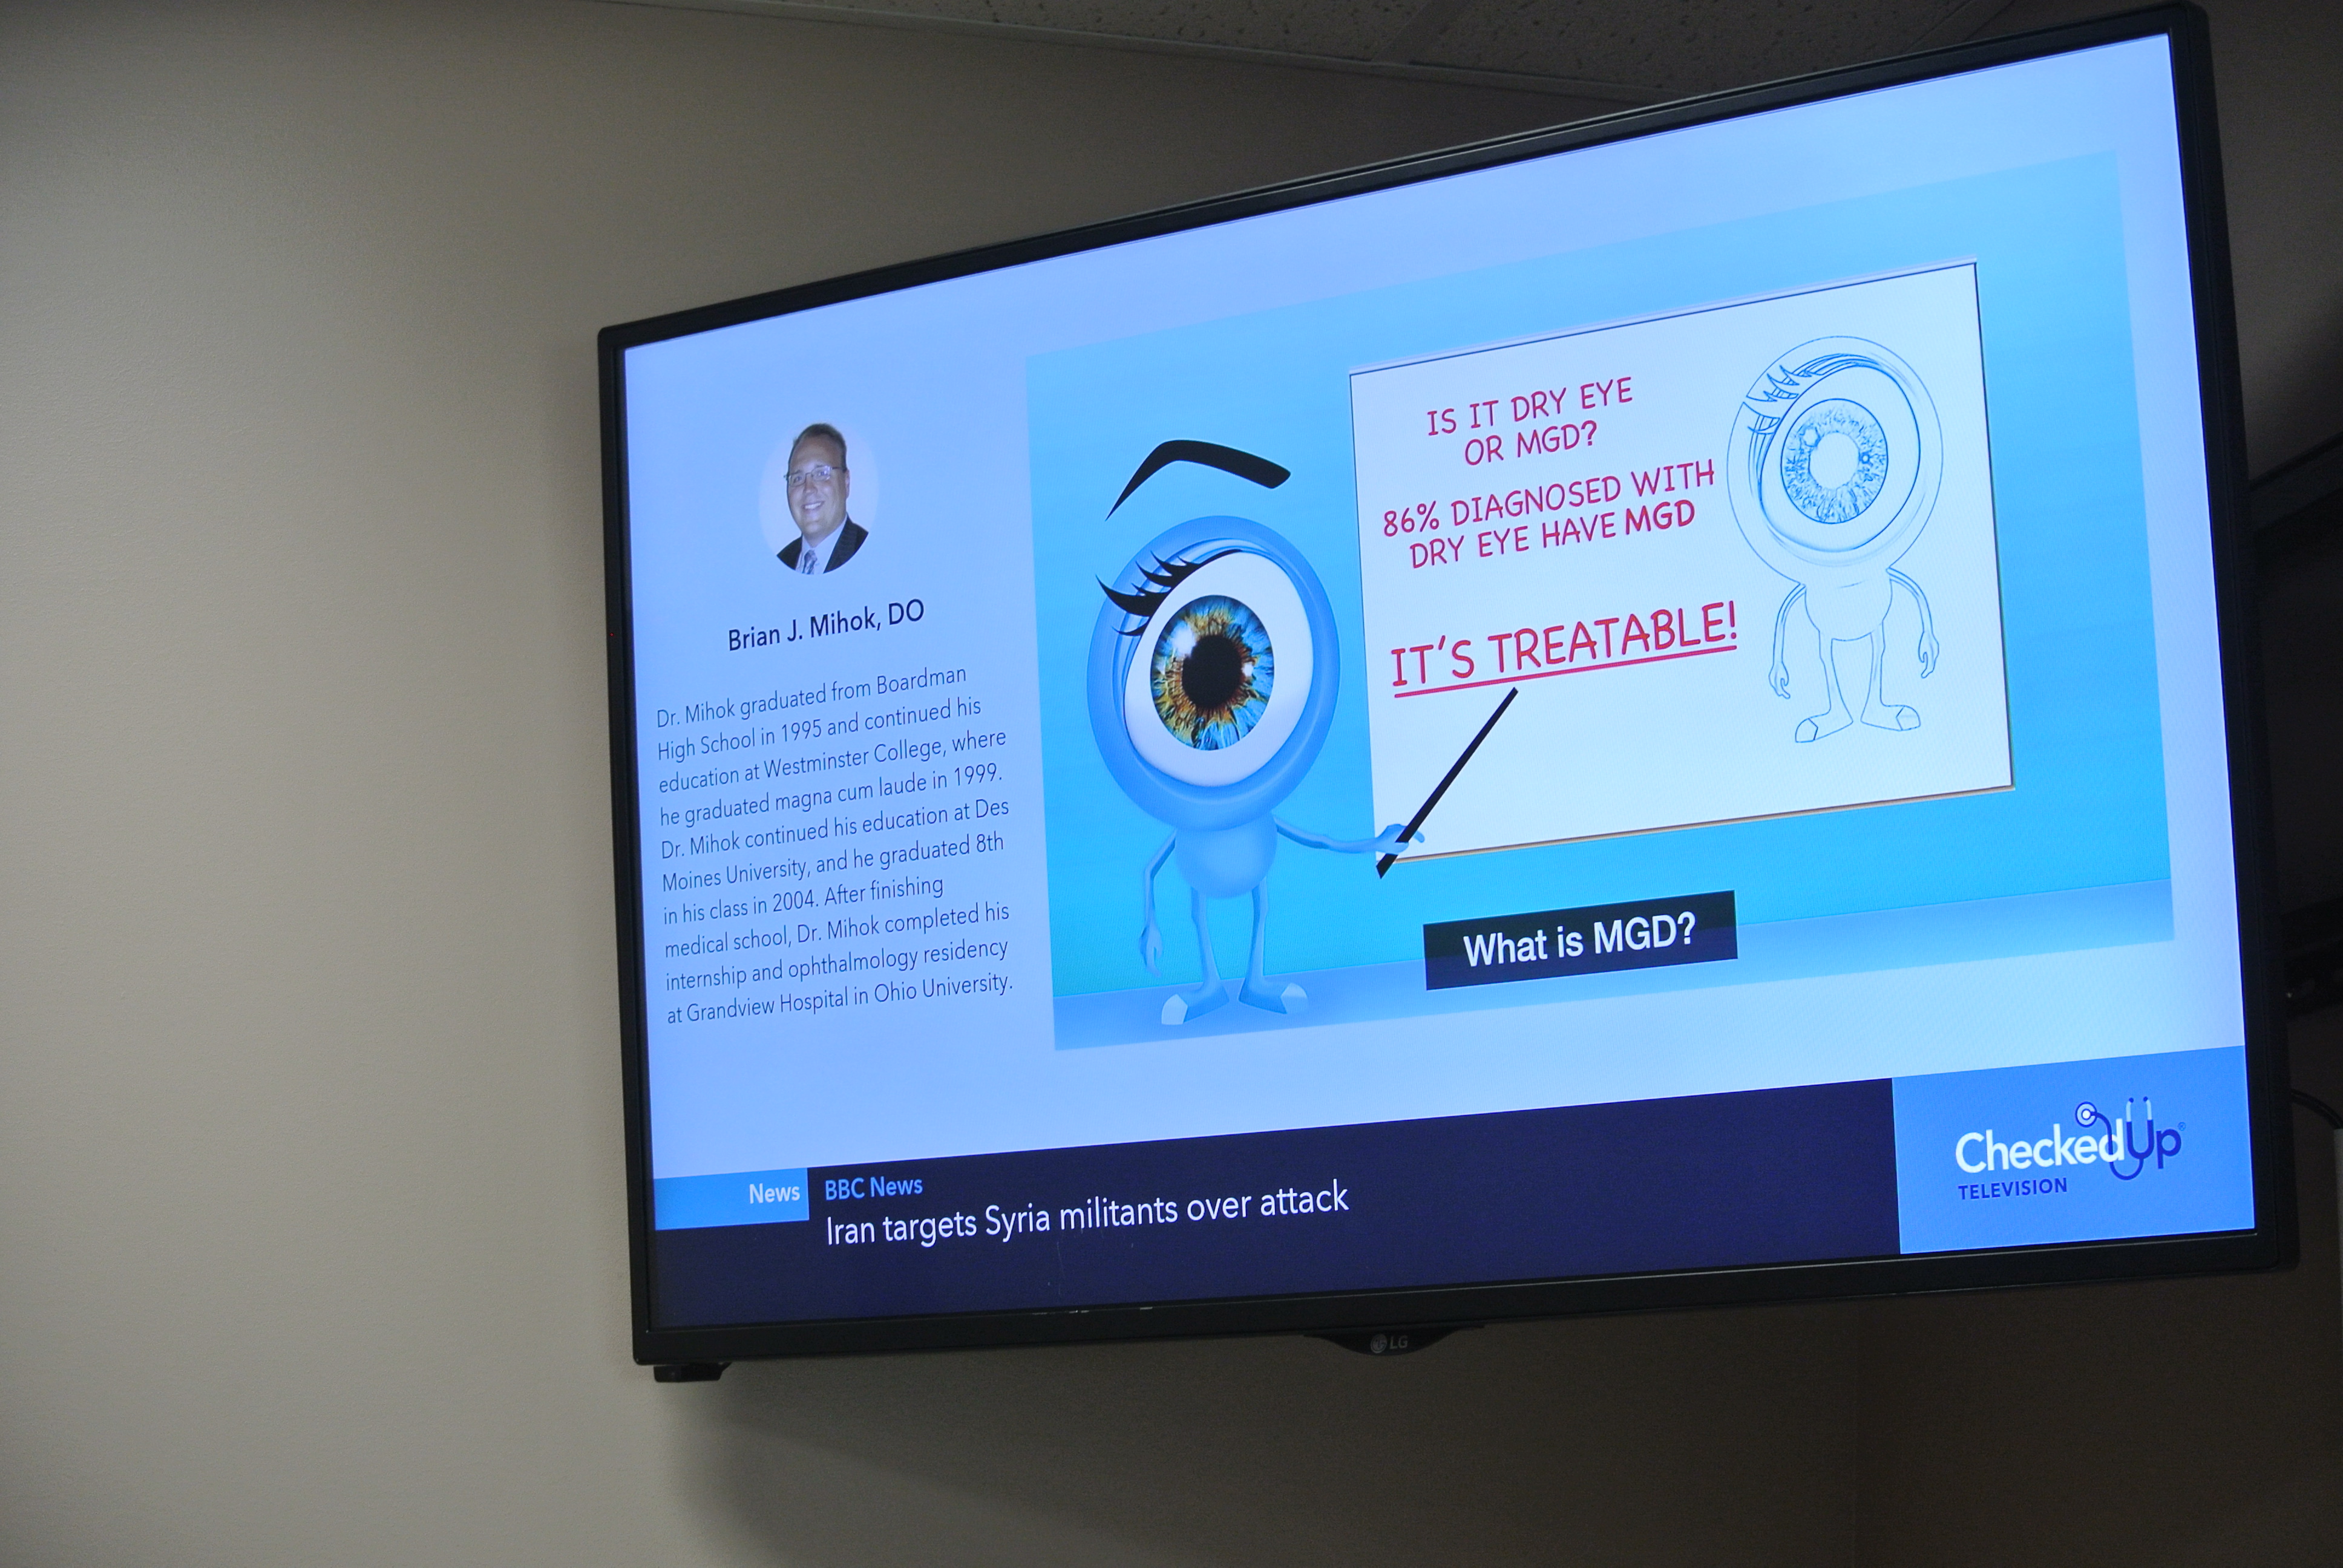 Brian J. Mihok, DO
Dr. Mihok graduated from Boardman
High School in 1995 and continued his
education at Westminster College, where
he graduated magna cum laude in 1999.
Dr. Mihok continued his education at Des
Moines University, and he graduated 8th
in his class in 2004. After finishing
medical school, Dr. Mihok completed his
internship and ophthalmology residency
at Grandview Hospital in Ohio University.
IS IT DRY EYE
OR MGD?
86% DIAGNOSED WITH
DRY EYE HAVE MGD
IT'S TREATABLE!
What is MGD?
News
BBC News
Iran targets Syria militants over attack
CheckedUp®
TELEVISION
LG